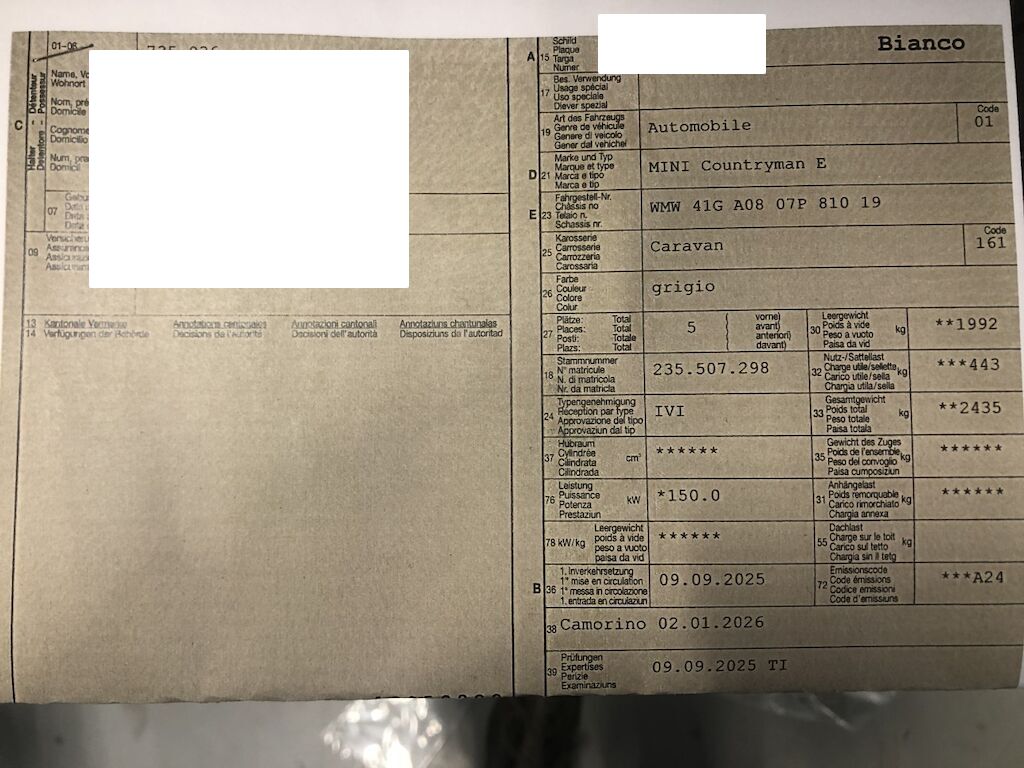 01-06
C
Halter - Détenteur
Detentore - Possessur
Name, Vo
Wohnort
Nom, pré
Domicile
Cognome
Domicilio
Num, pra
Domicil
07
Data
Data
Data
09
Versicheru
Assuranc
Assicuraz
Assicuran
13 Kantonale Vermerke Annotations cantonales Annotazioni cantonali Annotaziuns chantunalas
14 Verfügungen der Behörde Décisions de l'autorité Decisioni dell'autorità Disposiziuns da l'autoritad
A 15
Schild
Plaque
Targa
Numer
Bianco
17
Bes. Verwendung
Usage spécial
Uso speciale
Diever spezial
19
Art des Fahrzeugs
Genre de véhicule
Genere di veicolo
Gener dal vehichel
Automobile
Code
01
D 21
Marke und Typ
Marque et type
Marca e tipo
Marca e tip
MINI Countryman E
E 23
Fahrgestell-Nr.
Châssis no
Telaio n.
Schassis nr.
WMW 41G A08 07P 810 19
25
Karosserie
Carrosserie
Carrozzeria
Carossaria
Caravan
Code
161
26
Farbe
Couleur
Colore
Colur
grigio
27
Plätze: Total
Places: Total
Posti: Totale
Plazs: Total
5
( vorne)
( avant)
( anteriori)
( davant)
30
Leergewicht
Poids à vide
Peso a vuoto
Paisa da vid
kg
**1992
18
Stammnummer
N° matricule
N. di matricola
Nr. da matricla
235.507.298
32
Nutz-/Sattellast
Charge utile/sellette
Carico utile/sella
Chargia utila/sella
kg
***443
24
Typengenehmigung
Réception par type
Approvazione del tipo
Approvaziun dal tip
IVI
33
Gesamtgewicht
Poids total
Peso totale
Paisa totala
kg
**2435
37
Hubraum
Cylindrée
Cilindrata
Cilindrada
cm³
******
35
Gewicht des Zuges
Poids de l'ensemble
Peso del convoglio
Paisa cumposiziun
kg
******
76
Leistung
Puissance
Potenza
Prestaziun
kW
*150.0
31
Anhängelast
Poids remorquable
Carico rimorchiato
Chargia annexa
kg
******
78 kW/kg
Leergewicht
poids à vide
peso a vuoto
paisa da vid
******
55
Dachlast
Charge sur le toit
Carico sul tetto
Chargia sin il tetg
kg
B 36
1. Inverkehrsetzung
1re mise en circulation
1a messa in circolazione
1. entrada en circulaziun
09.09.2025
72
Emissionscode
Code émissions
Codice emissioni
Code d'emissiuns
***A24
38 Camorino 02.01.2026
39
Prüfungen
Expertises
Perizie
Examinaziuns
09.09.2025 TI